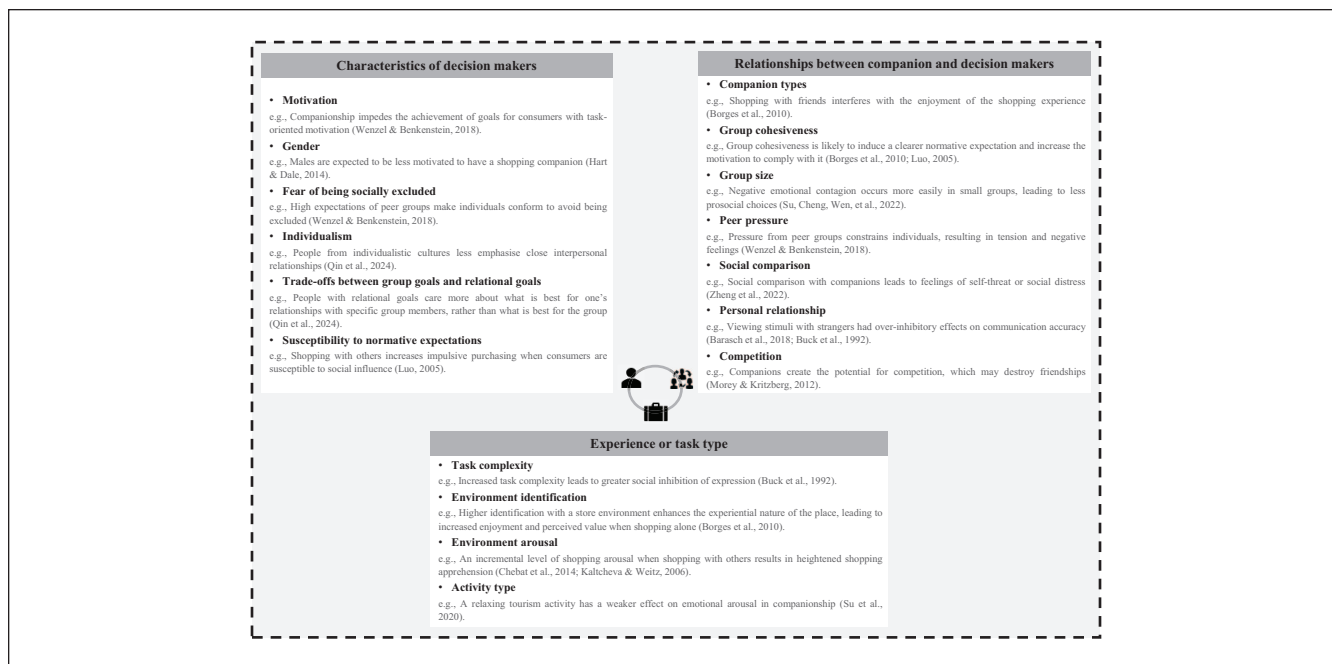 Characteristics of decision makers
• Motivation
e.g., Companionship impedes the achievement of goals for consumers with task-
oriented motivation (Wenzel & Benkenstein, 2018).
• Gender
e.g., Males are expected to be less motivated to have a shopping companion (Hart
& Dale, 2014).
• Fear of being socially excluded
e.g., High expectations of peer groups make individuals conform to avoid being
excluded (Wenzel & Benkenstein, 2018).
• Individualism
e.g., People from individualistic cultures less emphasise close interpersonal
relationships (Qin et al., 2024).
• Trade-offs between group goals and relational goals
e.g., People with relational goals care more about what is best for one's
relationships with specific group members, rather than what is best for the group
(Qin et al., 2024).
• Susceptibility to normative expectations
e.g., Shopping with others increases impulsive purchasing when consumers are
susceptible to social influence (Luo, 2005).
Relationships between companion and decision makers
• Companion types
e.g., Shopping with friends interferes with the enjoyment of the shopping experience
(Borges et al., 2010).
• Group cohesiveness
e.g., Group cohesiveness is likely to induce a clearer normative expectation and increase the
motivation to comply with it (Borges et al., 2010; Luo, 2005).
• Group size
e.g., Negative emotional contagion occurs more easily in small groups, leading to less
prosocial choices (Su, Cheng, Wen, et al., 2022).
• Peer pressure
e.g., Pressure from peer groups constrains individuals, resulting in tension and negative
feelings (Wenzel & Benkenstein, 2018).
• Social comparison
e.g., Social comparison with companions leads to feelings of self-threat or social distress
(Zheng et al., 2022).
• Personal relationship
e.g., Viewing stimuli with strangers had over-inhibitory effects on communication accuracy
(Barasch et al., 2018; Buck et al., 1992).
• Competition
e.g., Companions create the potential for competition, which may destroy friendships
(Morey & Kritzberg, 2012).
Experience or task type
• Task complexity
e.g., Increased task complexity leads to greater social inhibition of expression (Buck et al., 1992).
• Environment identification
e.g., Higher identification with a store environment enhances the experiential nature of the place, leading to
increased enjoyment and perceived value when shopping alone (Borges et al., 2010).
• Environment arousal
e.g., An incremental level of shopping arousal when shopping with others results in heightened shopping
apprehension (Chebat et al., 2014; Kaltcheva & Weitz, 2006).
• Activity type
e.g., A relaxing tourism activity has a weaker effect on emotional arousal in companionship (Su et al.,
2020).